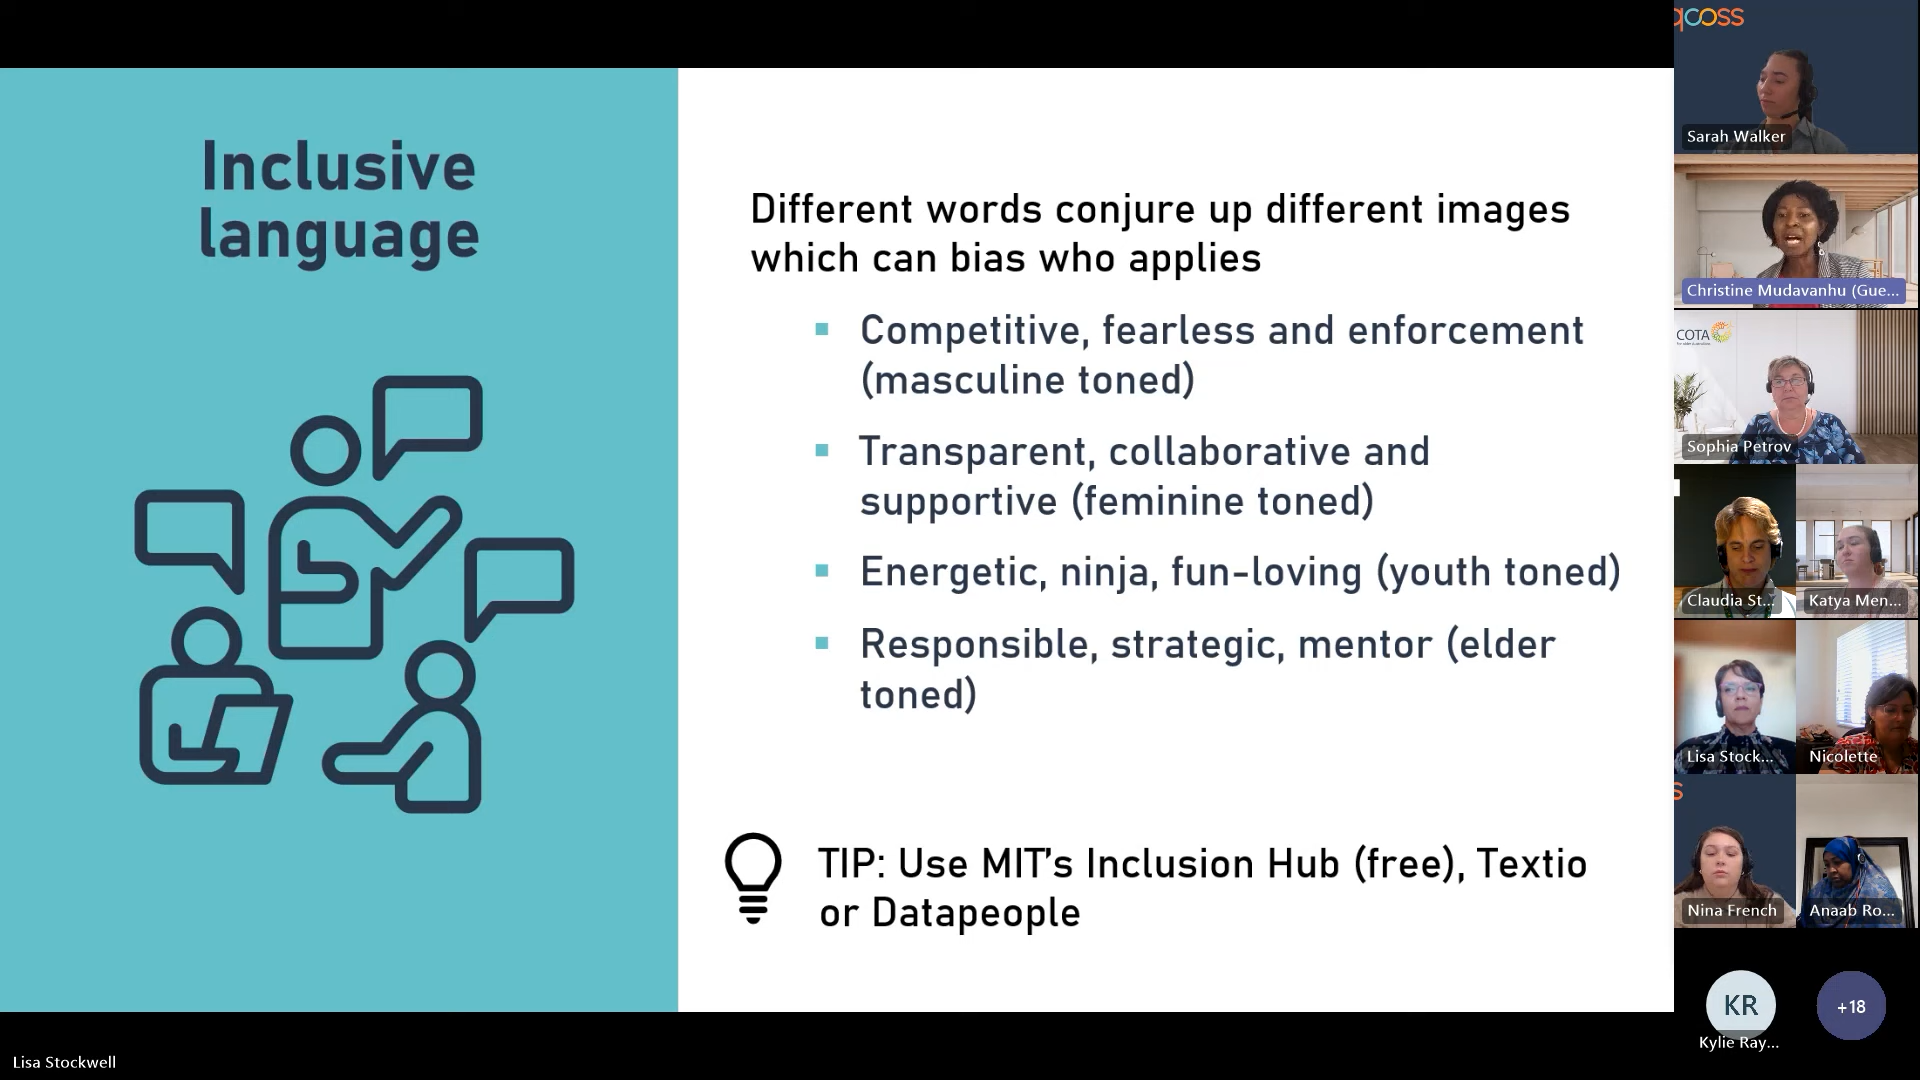 Inclusive
language
Different words conjure up different images
which can bias who applies
Competitive, fearless and enforcement
(masculine toned)
Transparent, collaborative and
supportive (feminine toned)
Energetic, ninja, fun-loving (youth toned)
Responsible, strategic, mentor (elder
toned)
TIP: Use MIT’s Inclusion Hub (free), Textio
or Datapeople
Lisa Stockwell
qcoss
Sarah Walker
Christine Mudavanhu (Gue...
COTA
Sophia Petrov
Claudia St...
Katya Men...
Lisa Stock...
Nicolette
s
Nina French
Anaab Ro...
KR
Kylie Ray...
+18